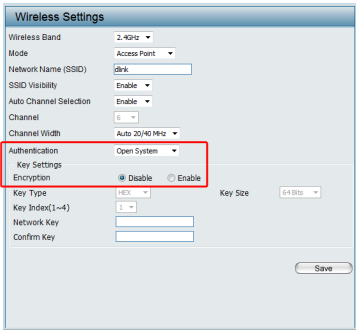 Wireless Settings
Wireless Band 2.4GHz
Mode Access Point
Network Name (SSID) dlink
SSID Visibility Enable
Auto Channel Selection Enable
Channel 6
Channel Width Auto 20/40 MHz
Authentication Open System
Key Settings
Encryption Disable Enable
Key Type HEX Key Size 64 Bits
Key Index(1~4) 1
Network Key
Confirm Key
Save